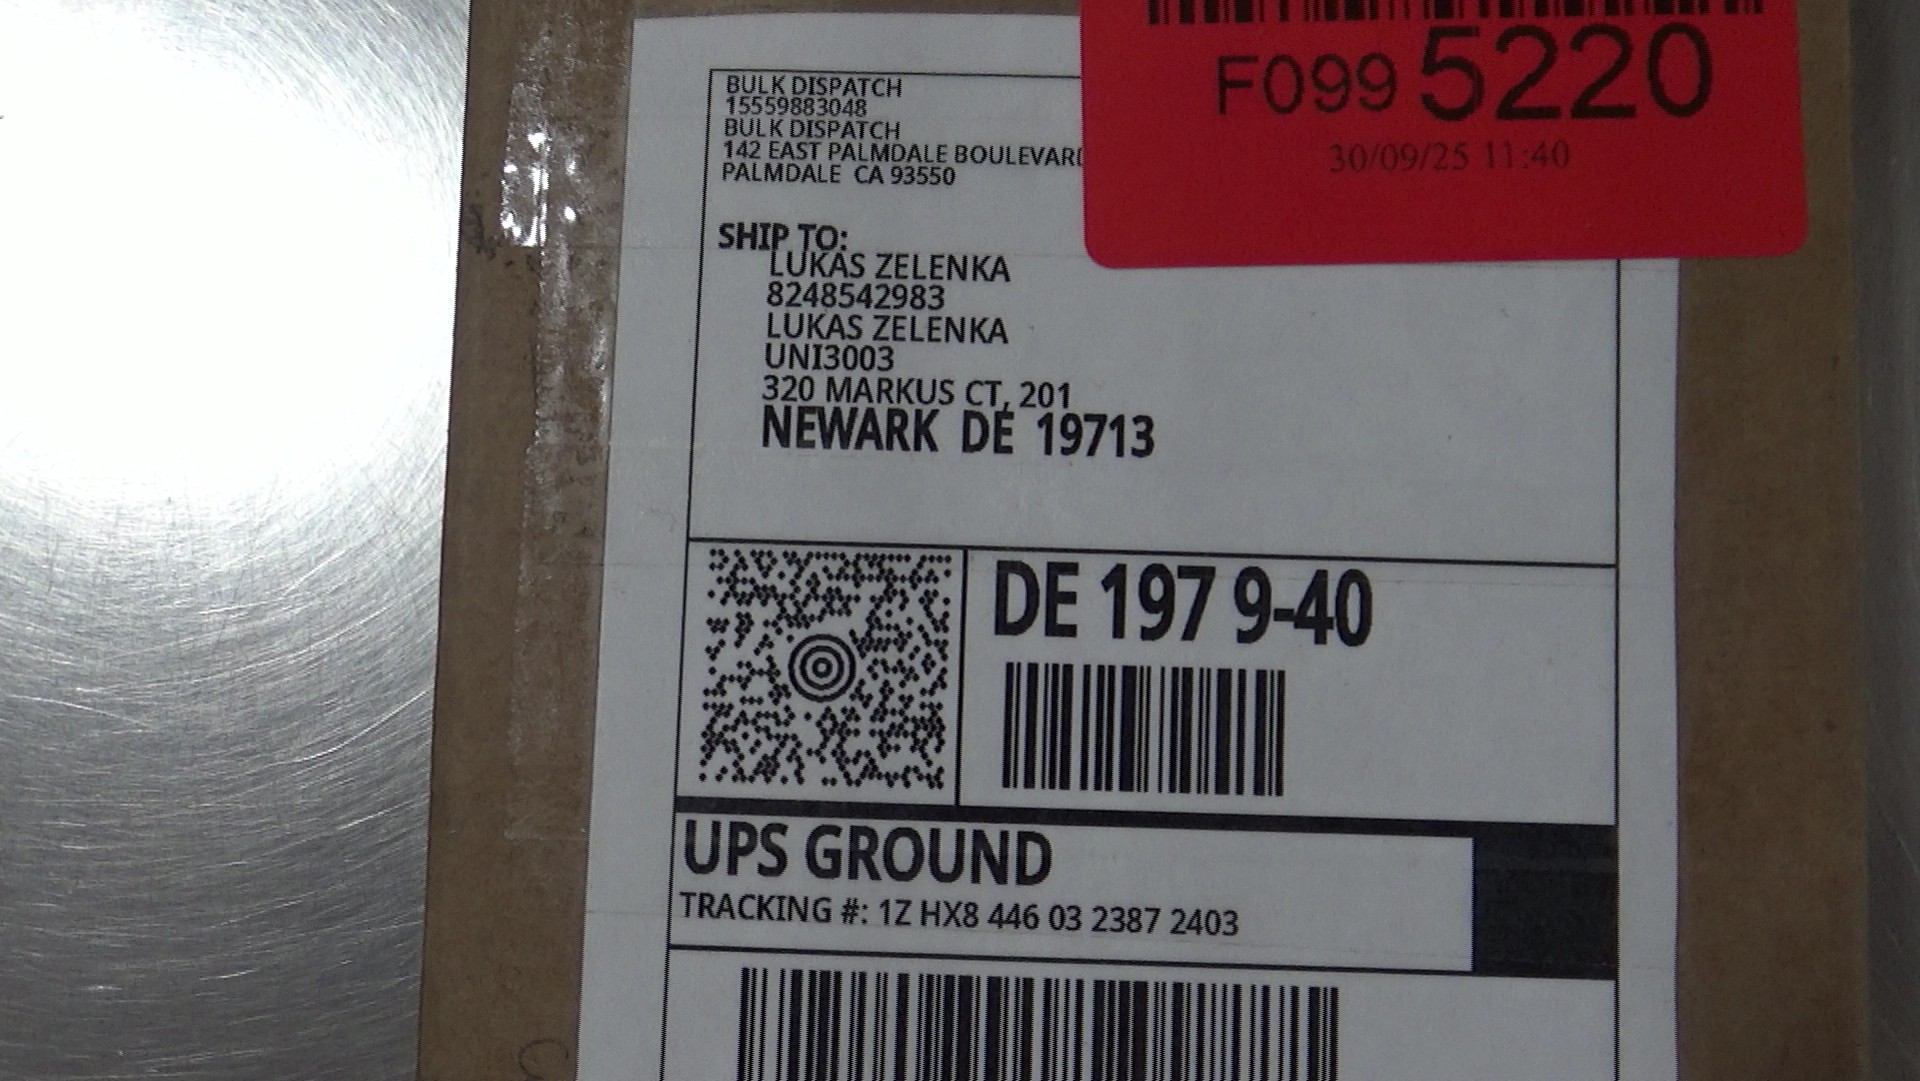 BULK DISPATCH
15559883048
BULK DISPATCH
142 EAST PALMDALE
PALMDALE CA 93550
F099 5220
30/09/25 11:40
SHIP TO:
LUKAS ZELENKA
8248542983
LUKAS ZELENKA
UNI3003
320 MARKUS CT, 201
NEWARK DE 19713
DE 197 9-40
UPS GROUND
TRACKING #: 1Z HX8 446 03 2387 2403